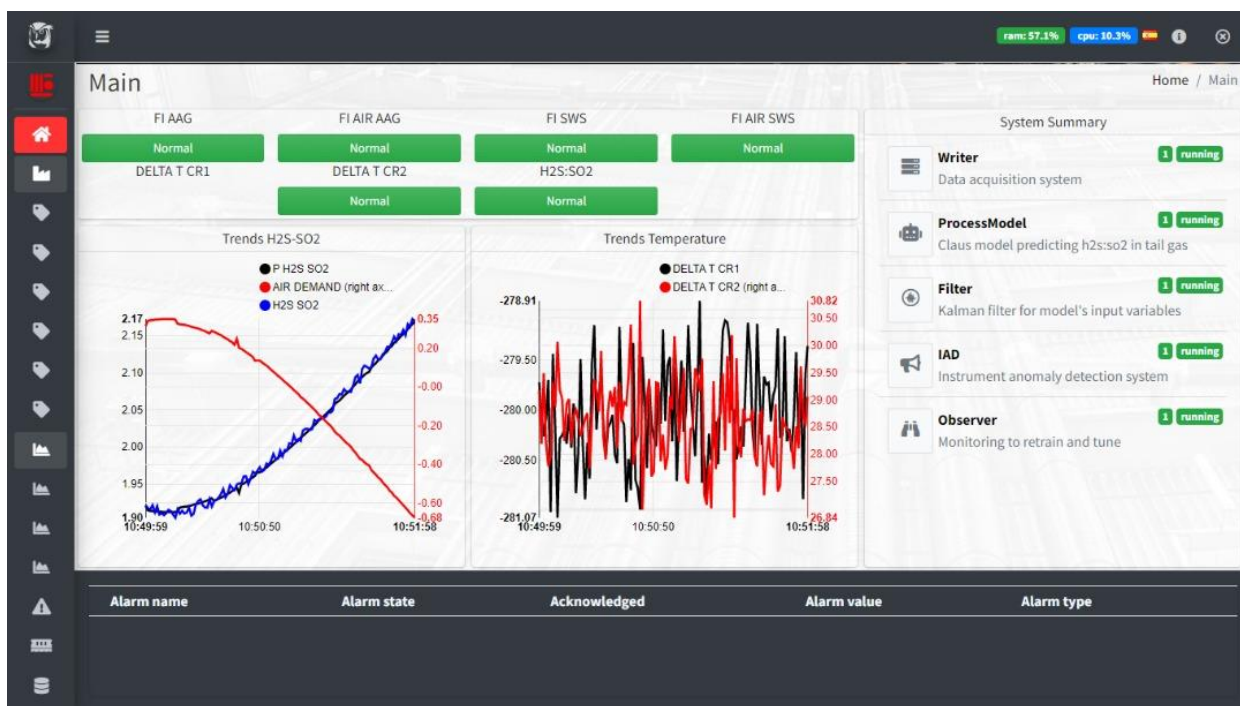 ram: 57.1% cpu: 10.3%
Main
Home / Main
FI AAG FI AIR AAG FI SWS FI AIR SWS
Normal Normal Normal Normal
DELTA T CR1 DELTA T CR2 H2S:SO2
Normal Normal
Trends H2S-SO2
P H2S SO2
AIR DEMAND (right ax...
H2S SO2
2.17
2.15
2.10
2.05
2.00
1.95
1.90
0.35
0.20
-0.00
-0.20
-0.40
-0.60
-0.68
10:49:59 10:50:50 10:51:58
Trends Temperature
DELTA T CR1
DELTA T CR2 (right a...
-278.91
-279.50
-280.00
-280.50
-281.07
30.82
30.50
30.00
29.50
29.00
28.50
28.00
27.50
26.84
10:49:59 10:50:50 10:51:58
System Summary
Writer 1 running
Data acquisition system
ProcessModel 1 running
Claus model predicting h2s:so2 in tail gas
Filter 1 running
Kalman filter for model's input variables
IAD 1 running
Instrument anomaly detection system
Observer 1 running
Monitoring to retrain and tune
Alarm name Alarm state Acknowledged Alarm value Alarm type